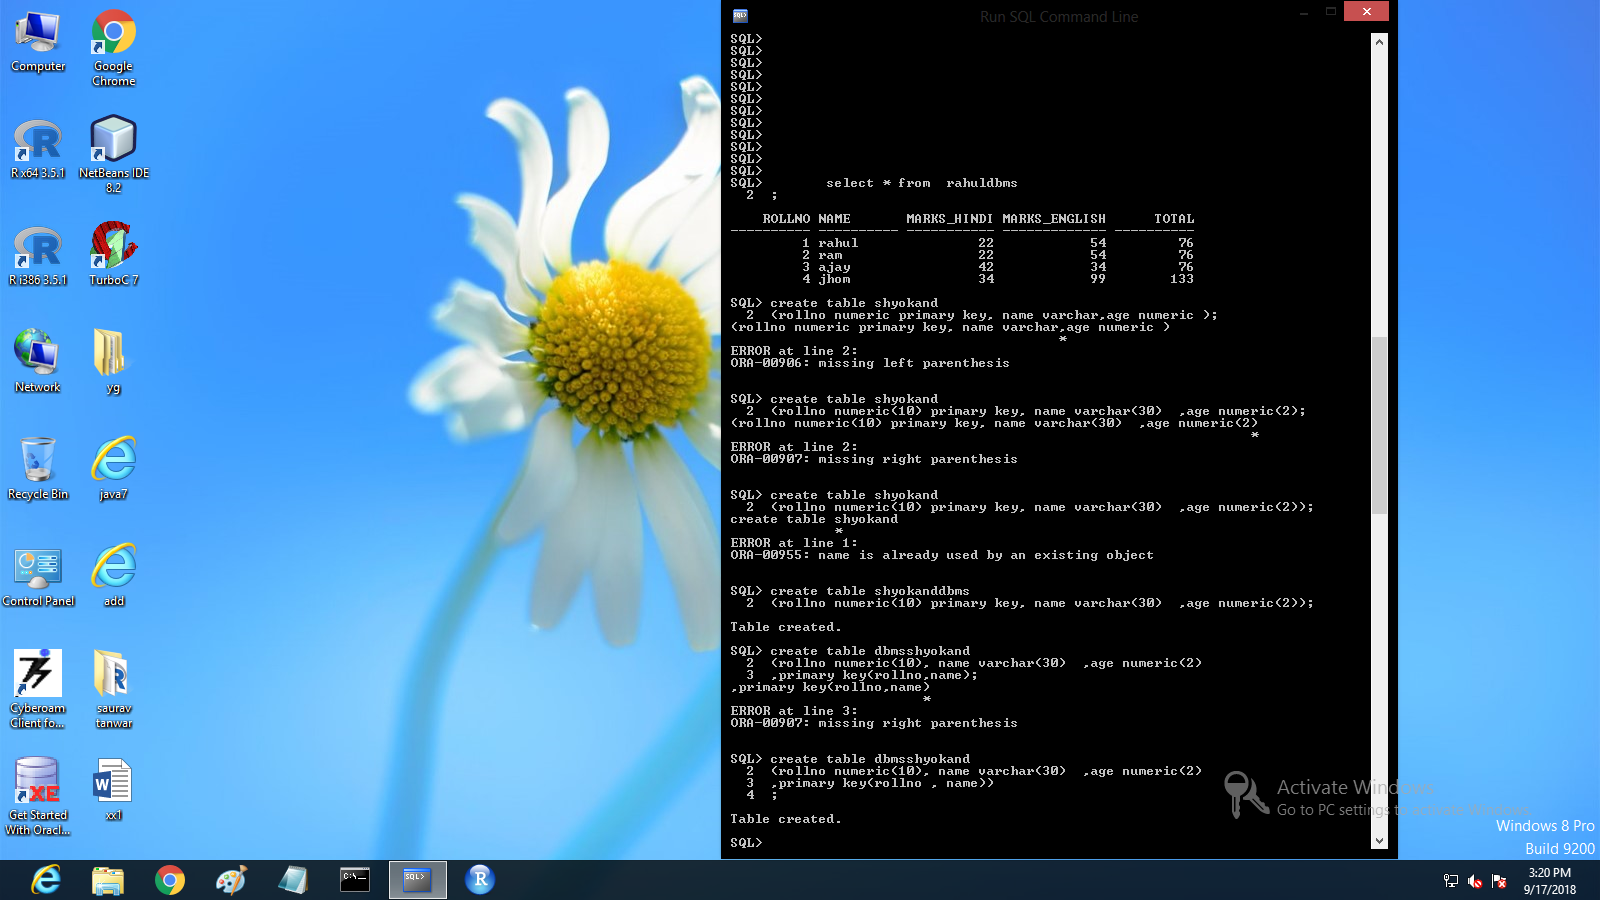 Computer
Google
Chrome
R x64 3.5.1
NetBeans IDE
8.2
R i386 3.5.1
TurboC 7
Network
yg
Recycle Bin
java7
Control Panel
add
Cyberoam
Client fo...
saurav
tanwar
Get Started
With Oracl...
xx1
Run SQL Command Line
SQL>
SQL>
SQL>
SQL>
SQL>
SQL>
SQL>
SQL>
SQL>
SQL>
SQL>
SQL>
SQL>        select * from  rahuldbms
  2  ;
    ROLLNO NAME       MARKS_HINDI MARKS_ENGLISH      TOTAL
---------- ---------- ----------- ------------- ----------
         1 rahul               22            54         76
         2 ram                 22            54         76
         3 ajay                42            34         76
         4 jhom                34            99        133
SQL> create table shyokand
  2  (rollno numeric primary key, name varchar,age numeric );
(rollno numeric primary key, name varchar,age numeric )
                                         *
ERROR at line 2:
ORA-00906: missing left parenthesis
SQL> create table shyokand
  2  (rollno numeric(10) primary key, name varchar(30)  ,age numeric(2);
(rollno numeric(10) primary key, name varchar(30)  ,age numeric(2)
                                                                 *
ERROR at line 2:
ORA-00907: missing right parenthesis
SQL> create table shyokand
  2  (rollno numeric(10) primary key, name varchar(30)  ,age numeric(2));
create table shyokand
             *
ERROR at line 1:
ORA-00955: name is already used by an existing object
SQL> create table shyokanddbms
  2  (rollno numeric(10) primary key, name varchar(30)  ,age numeric(2));
Table created.
SQL> create table dbmsshyokand
  2  (rollno numeric(10), name varchar(30)  ,age numeric(2)
  3  ,primary key(rollno,name);
,primary key(rollno,name)
                        *
ERROR at line 3:
ORA-00907: missing right parenthesis
SQL> create table dbmsshyokand
  2  (rollno numeric(10), name varchar(30)  ,age numeric(2)
  3  ,primary key(rollno , name))
  4  ;
Table created.
SQL>
Activate Windows
Go to PC settings to activate Windows.
Windows 8 Pro
Build 9200
3:20 PM
9/17/2018